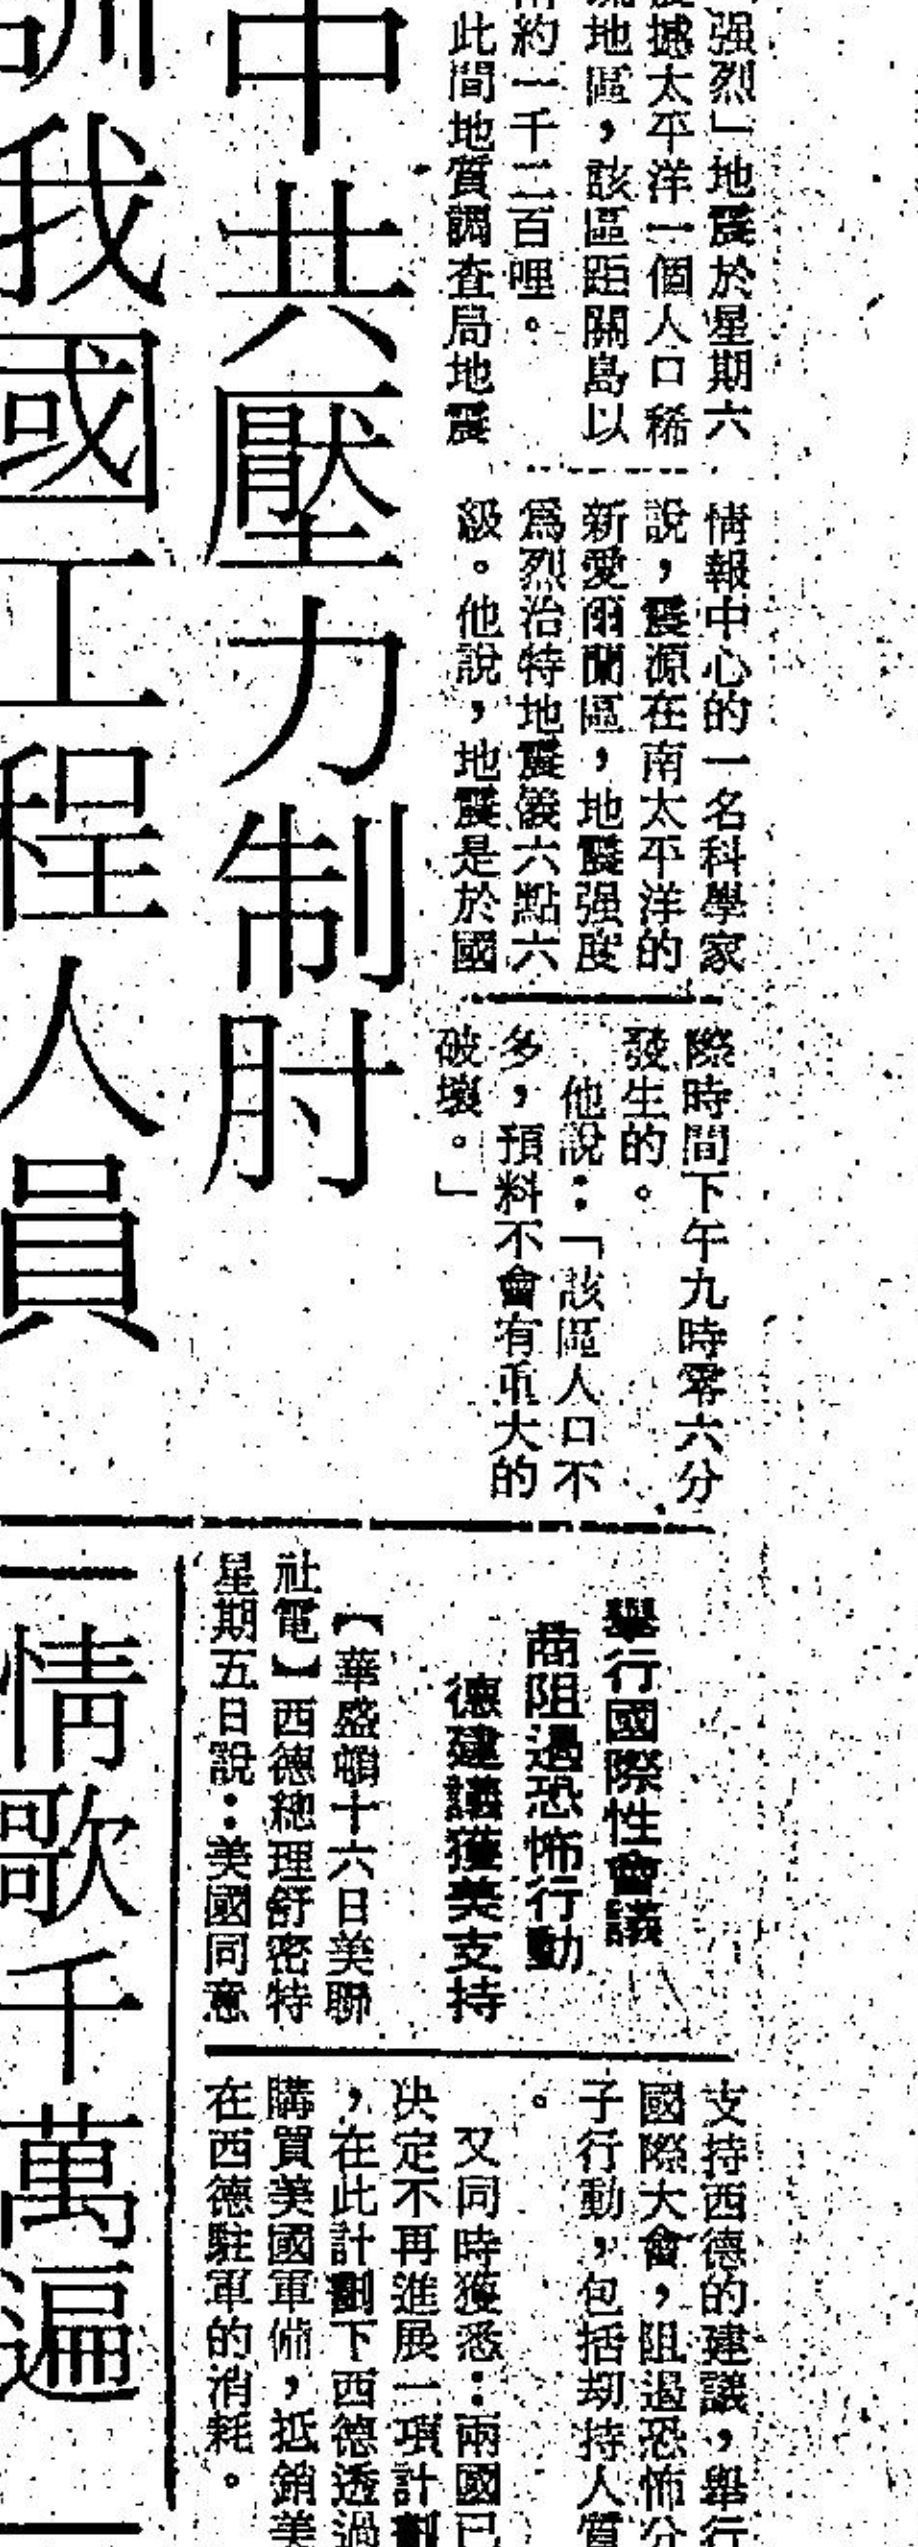 强烈」地震於星期六
震撼太平洋一個人口稀
疏地區，該區距關島以
南約一千二百哩。
此間地質調查局地震
情報中心的一名科學家
說，震源在南太平洋的
新愛爾蘭區，地震强度
爲烈治特地震儀六點六
級。他說，地震是於國
際時間下午九時零六分
發生的。
他說：「該區人口不
多，預料不會有重大的
破壞。」
中共壓力制肘
訓我國工程人員
舉行國際性會議
商阻遏恐怖行動
德建議獲美支持
【華盛頓十六日美聯
社電】西德總理舒密特
星期五日說：美國同意
支持西德的建議，舉行
國際大會，阻遏恐怖分
子行動，包括刼持人質
。
又同時獲悉：兩國已
决定不再進展一項計劃
，在此計劃下西德透過
購買美國軍備，抵銷美
在西德駐軍的消耗。
情歌千萬遍